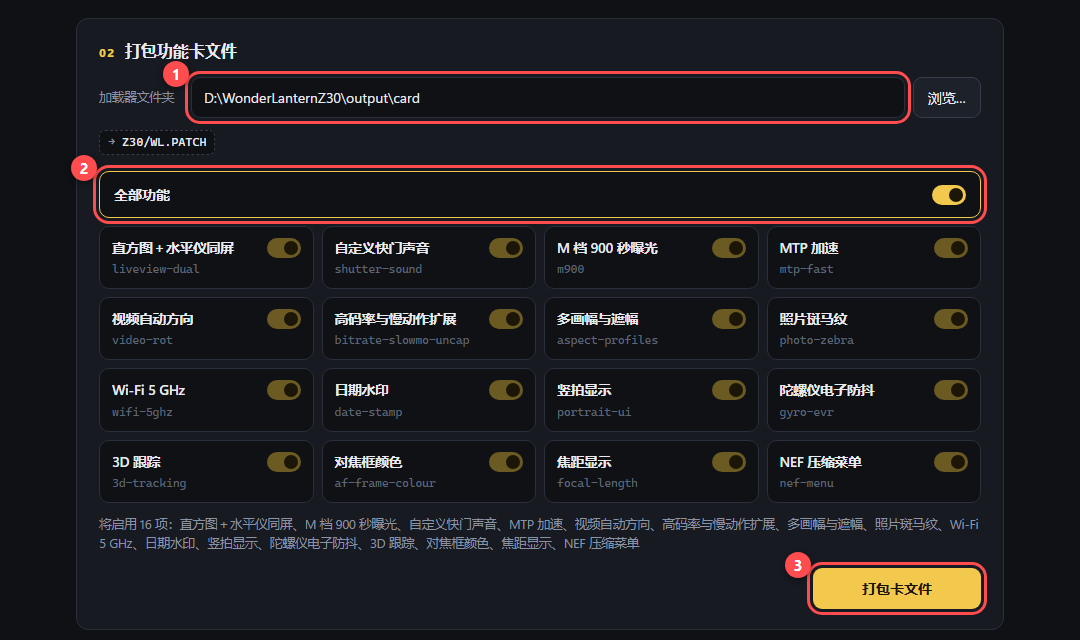 02 打包功能卡文件
1
加载器文件夹 D:\WonderLanternZ30\output\card 浏览...
→ Z30/WL.PATCH
2
全部功能
直方图 + 水平仪同屏 自定义快门声音 M 档 900 秒曝光 MTP 加速
liveview-dual shutter-sound m900 mtp-fast
视频自动方向 高码率与慢动作扩展 多画幅与遮幅 照片斑马纹
video-rot bitrate-slowmo-uncap aspect-profiles photo-zebra
Wi-Fi 5 GHz 日期水印 竖拍显示 陀螺仪电子防抖
wifi-5ghz date-stamp portrait-ui gyro-evr
3D 跟踪 对焦框颜色 焦距显示 NEF 压缩菜单
3d-tracking af-frame-colour focal-length nef-menu
将启用 16 项：直方图 + 水平仪同屏、M 档 900 秒曝光、自定义快门声音、MTP 加速、视频自动方向、高码率与慢动作扩展、多画幅与遮幅、照片斑马纹、Wi-Fi
5 GHz、日期水印、竖拍显示、陀螺仪电子防抖、3D 跟踪、对焦框颜色、焦距显示、NEF 压缩菜单
3
打包卡文件